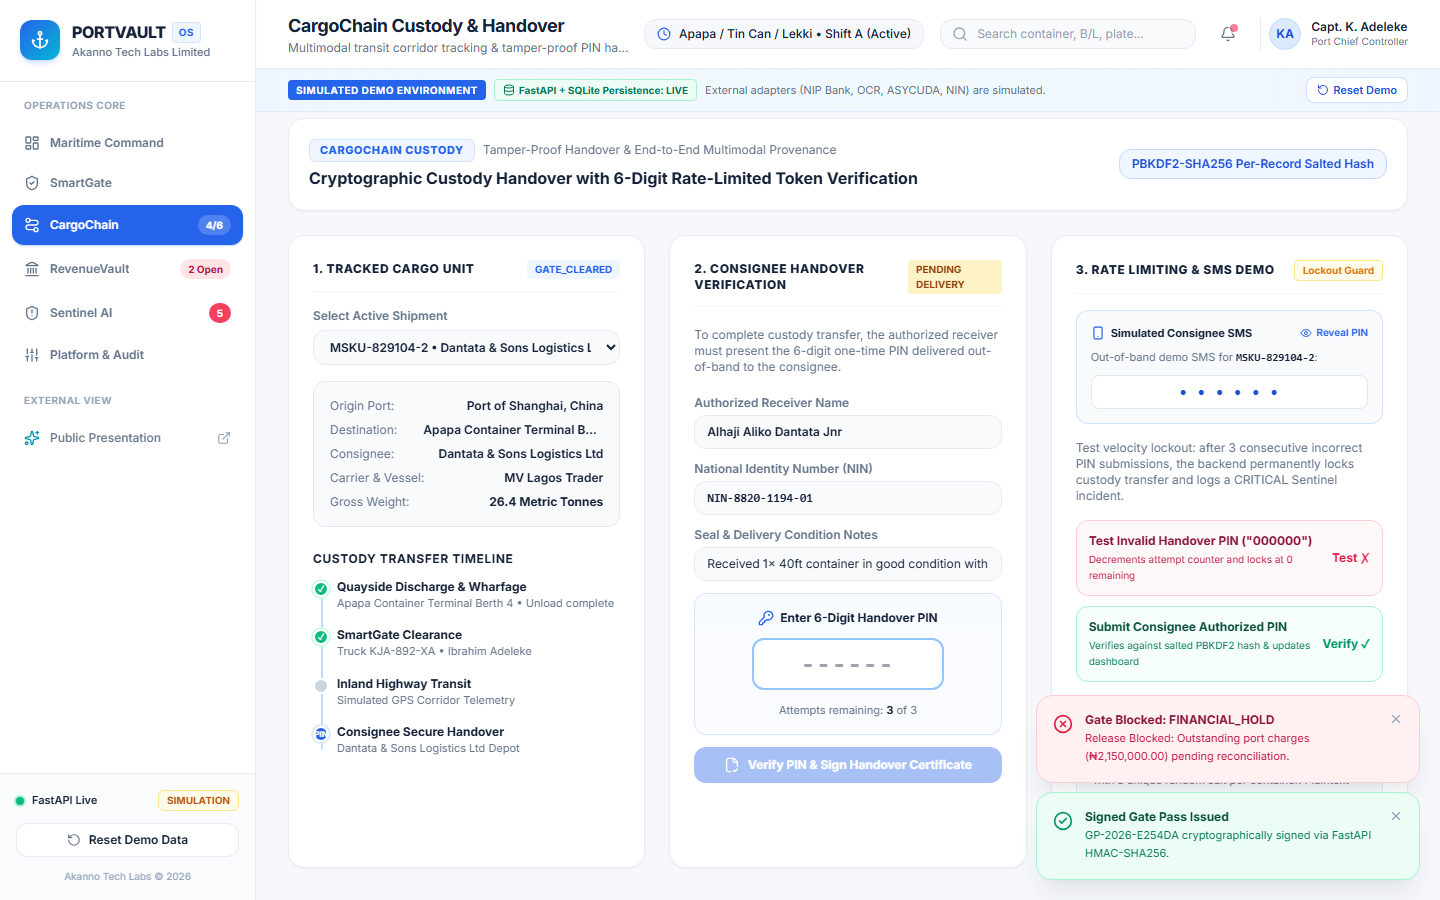 PORTVAULT OS
Akanno Tech Labs Limited
OPERATIONS CORE
Maritime Command
SmartGate
CargoChain 4/6
RevenueVault 2 Open
Sentinel AI 5
Platform & Audit
EXTERNAL VIEW
Public Presentation
FastAPI Live SIMULATION
Reset Demo Data
Akanno Tech Labs © 2026
CargoChain Custody & Handover
Multimodal transit corridor tracking & tamper-proof PIN ha...
Apapa / Tin Can / Lekki • Shift A (Active)
Search container, B/L, plate...
KA
Capt. K. Adeleke
Port Chief Controller
SIMULATED DEMO ENVIRONMENT
FastAPI + SQLite Persistence: LIVE
External adapters (NIP Bank, OCR, ASYCUDA, NIN) are simulated.
Reset Demo
CARGOCHAIN CUSTODY Tamper-Proof Handover & End-to-End Multimodal Provenance
Cryptographic Custody Handover with 6-Digit Rate-Limited Token Verification
PBKDF2-SHA256 Per-Record Salted Hash
1. TRACKED CARGO UNIT GATE_CLEARED
Select Active Shipment
MSKU-829104-2 • Dantata & Sons Logistics L
Origin Port: Port of Shanghai, China
Destination: Apapa Container Terminal B...
Consignee: Dantata & Sons Logistics Ltd
Carrier & Vessel: MV Lagos Trader
Gross Weight: 26.4 Metric Tonnes
CUSTODY TRANSFER TIMELINE
Quayside Discharge & Wharfage
Apapa Container Terminal Berth 4 • Unload complete
SmartGate Clearance
Truck KJA-892-XA • Ibrahim Adeleke
Inland Highway Transit
Simulated GPS Corridor Telemetry
PIN
Consignee Secure Handover
Dantata & Sons Logistics Ltd Depot
2. CONSIGNEE HANDOVER
VERIFICATION
PENDING
DELIVERY
To complete custody transfer, the authorized receiver
must present the 6-digit one-time PIN delivered out-
of-band to the consignee.
Authorized Receiver Name
Alhaji Aliko Dantata Jnr
National Identity Number (NIN)
NIN-8820-1194-01
Seal & Delivery Condition Notes
Received 1× 40ft container in good condition with
Enter 6-Digit Handover PIN
– – – – – –
Attempts remaining: 3 of 3
Verify PIN & Sign Handover Certificate
3. RATE LIMITING & SMS DEMO Lockout Guard
Simulated Consignee SMS Reveal PIN
Out-of-band demo SMS for MSKU-829104-2:
• • • • • •
Test velocity lockout: after 3 consecutive incorrect
PIN submissions, the backend permanently locks
custody transfer and logs a CRITICAL Sentinel
incident.
Test Invalid Handover PIN ("000000")
Decrements attempt counter and locks at 0
remaining
Test ✗
Submit Consignee Authorized PIN
Verifies against salted PBKDF2 hash & updates
dashboard
Verify ✓
Gate Blocked: FINANCIAL_HOLD
Release Blocked: Outstanding port charges
(₦2,150,000.00) pending reconciliation.
Signed Gate Pass Issued
GP-2026-E254DA cryptographically signed via FastAPI
HMAC-SHA256.